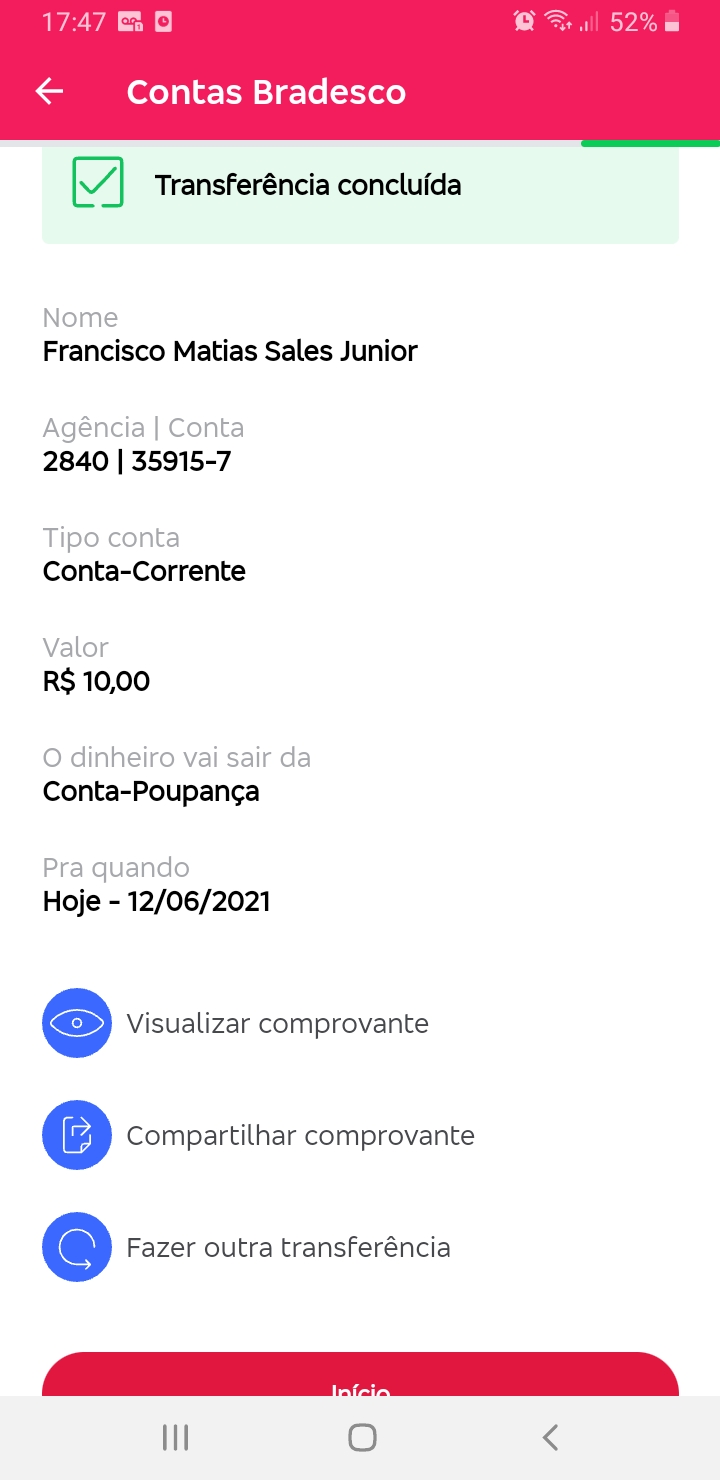 17:47 52%
Contas Bradesco
Transferência concluída
Nome
Francisco Matias Sales Junior
Agência | Conta
2840 | 35915-7
Tipo conta
Conta-Corrente
Valor
R$ 10,00
O dinheiro vai sair da
Conta-Poupança
Pra quando
Hoje - 12/06/2021
Visualizar comprovante
Compartilhar comprovante
Fazer outra transferência
Início